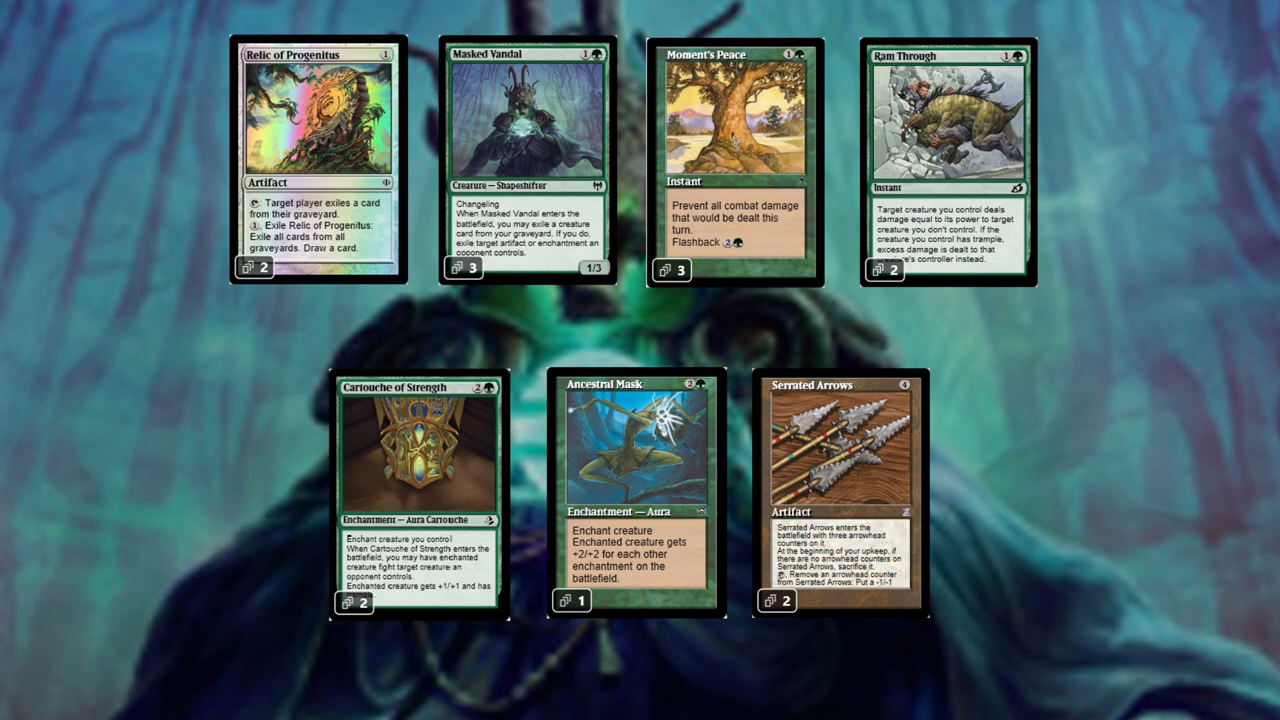 Relic of Progenitus 1
Artifact
: Target player exiles a card
from their graveyard.
1, Exile Relic of Progenitus:
Exile all cards from all
graveyards. Draw a card.
2
Masked Vandal 1
Creature — Shapeshifter
Changeling
When Masked Vandal enters the
battlefield, you may exile a creature
card from your graveyard. If you do,
exile target artifact or enchantment an
opponent controls.
1/3
3
Moment's Peace 1
Instant
Prevent all combat damage
that would be dealt this
turn.
Flashback 2
3
Ram Through 1
Instant
Target creature you control deals
damage equal to its power to target
creature you don't control. If the
creature you control has trample,
excess damage is dealt to that
creature's controller instead.
2
Cartouche of Strength 2
Enchantment — Aura Cartouche
Enchant creature you control
When Cartouche of Strength enters the
battlefield, you may have enchanted
creature fight target creature an
opponent controls.
Enchanted creature gets +1/+1 and has
2
Ancestral Mask 2
Enchantment — Aura
Enchant creature
Enchanted creature gets
+2/+2 for each other
enchantment on the
battlefield.
1
Serrated Arrows 4
Artifact
Serrated Arrows enters the
battlefield with three arrowhead
counters on it.
At the beginning of your upkeep, if
there are no arrowhead counters on
Serrated Arrows, sacrifice it.
, Remove an arrowhead counter
from Serrated Arrows: Put a -1/-1
2